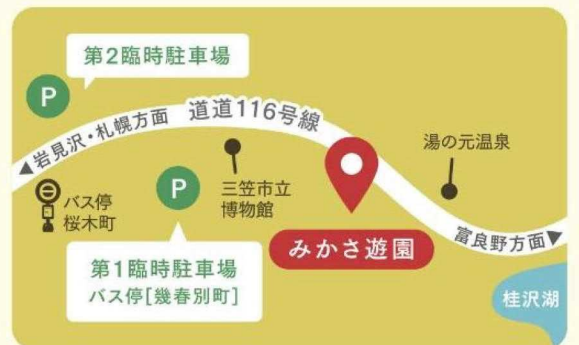 第2臨時駐車場
P
◀岩見沢・札幌方面
道道116号線
湯の元温泉
バス停
桜木町
P
三笠市立
博物館
みかさ遊園
富良野方面▶
第1臨時駐車場
バス停[幾春別町]
桂沢湖